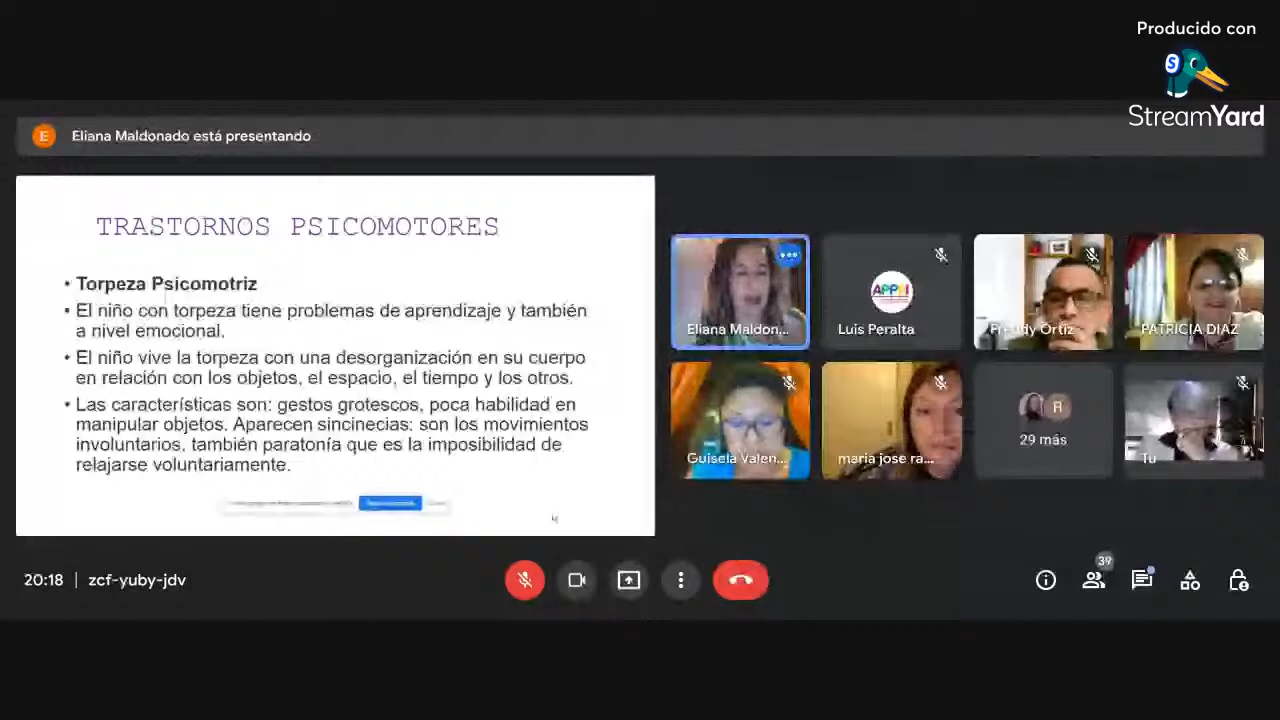 Producido con
StreamYard
E Eliana Maldonado está presentando
TRASTORNOS PSICOMOTORES
• Torpeza Psicomotriz
• El niño con torpeza tiene problemas de aprendizaje y también
a nivel emocional.
• El niño vive la torpeza con una desorganización en su cuerpo
en relación con los objetos, el espacio, el tiempo y los otros.
• Las características son: gestos grotescos, poca habilidad en
manipular objetos. Aparecen sincinecias: son los movimientos
involuntarios, también paratonía que es la imposibilidad de
relajarse voluntariamente.
Eliana Maldon...
Luis Peralta
Freddy Ortiz
PATRICIA DIAZ
Guisela Valen...
maria jose ra...
29 más
Tú
20:18 | zcf-yuby-jdv
39